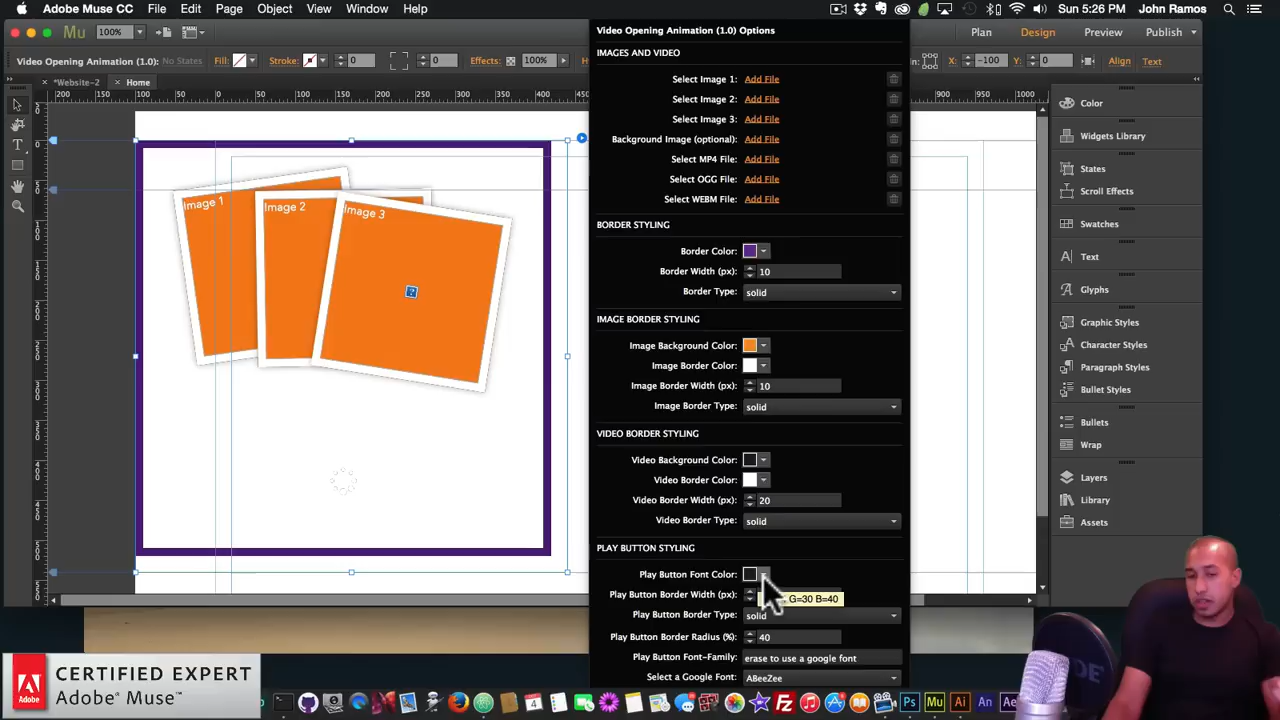 Adobe Muse CC File Edit Page Object View Window Help
Sun 5:26 PM John Ramos
Mu 100%
Plan Design Preview Publish
Video Opening Animation (1.0): No States Fill: Stroke: 0 0 Effects: 100%
X: -100 Y: 0 Align Text
*Website-2 Home
Video Opening Animation (1.0) Options
IMAGES AND VIDEO
Select Image 1: Add File
Select Image 2: Add File
Select Image 3: Add File
Background Image (optional): Add File
Select MP4 File: Add File
Select OGG File: Add File
Select WEBM File: Add File
BORDER STYLING
Border Color:
Border Width (px): 10
Border Type: solid
IMAGE BORDER STYLING
Image Background Color:
Image Border Color:
Image Border Width (px): 10
Image Border Type: solid
VIDEO BORDER STYLING
Video Background Color:
Video Border Color:
Video Border Width (px): 20
Video Border Type: solid
PLAY BUTTON STYLING
Play Button Font Color:
Play Button Border Width (px):
G=30 B=40
Play Button Border Type: solid
Play Button Border Radius (%): 40
Play Button Font-Family: erase to use a google font
Select a Google Font: ABeeZee
Image 1
Image 2
Image 3
Color
Widgets Library
States
Scroll Effects
Swatches
Text
Glyphs
Graphic Styles
Character Styles
Paragraph Styles
Bullet Styles
Bullets
Wrap
Layers
Library
Assets
Adobe
CERTIFIED EXPERT
Adobe® Muse™